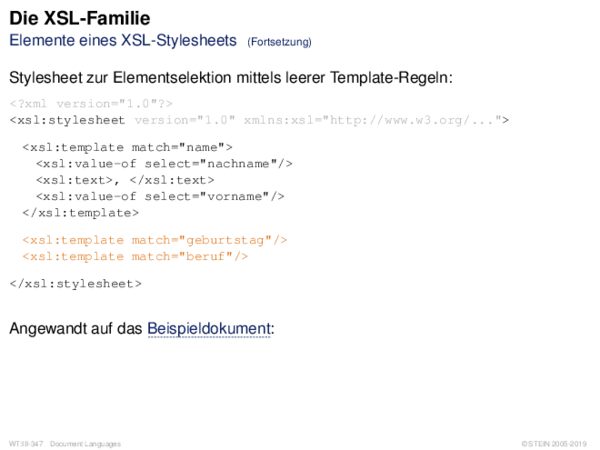 Die XSL-Familie
Elemente eines XSL-Stylesheets (Fortsetzung)
Stylesheet zur Elementselektion mittels leerer Template-Regeln:
<?xml version="1.0"?>
<xsl:stylesheet version="1.0" xmlns:xsl="http://www.w3.org/...">
<xsl:template match="name">
<xsl:value-of select="nachname"/>
<xsl:text>, </xsl:text>
<xsl:value-of select="vorname"/>
</xsl:template>
<xsl:template match="geburtstag"/>
<xsl:template match="beruf"/>
</xsl:stylesheet>
Angewandt auf das Beispieldokument:
WT:III-347 Document Languages © STEIN 2005-2019